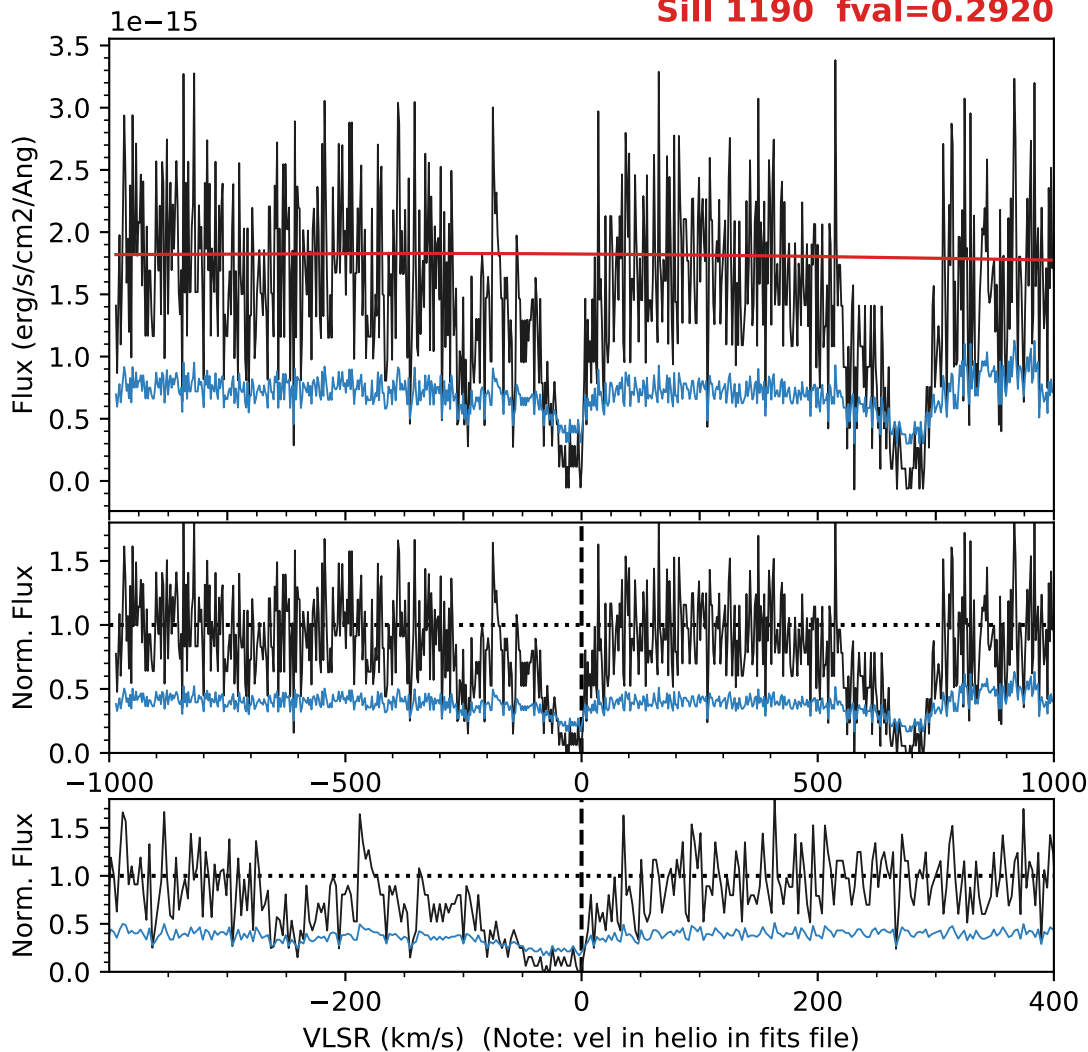 SiII 1190 fval=0.2920
1e−15
3.5
3.0
2.5
2.0
1.5
1.0
0.5
0.0
Flux (erg/s/cm2/Ang)
1.5
1.0
0.5
0.0
Norm. Flux
−1000 −500 0 500 1000
1.5
1.0
0.5
0.0
Norm. Flux
−200 0 200 400
VLSR (km/s) (Note: vel in helio in fits file)